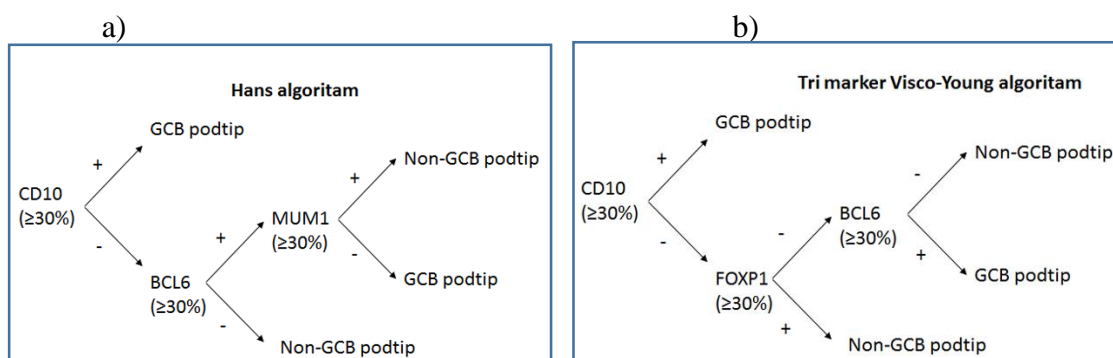 a)
Hans algoritam
GCB podtip
+
CD10
(≥30%)
-
Non-GCB podtip
+
MUM1
(≥30%)
+
-
GCB podtip
BCL6
(≥30%)
-
Non-GCB podtip
b)
Tri marker Visco-Young algoritam
GCB podtip
+
CD10
(≥30%)
-
Non-GCB podtip
-
BCL6
(≥30%)
-
+
GCB podtip
FOXP1
(≥30%)
+
Non-GCB podtip